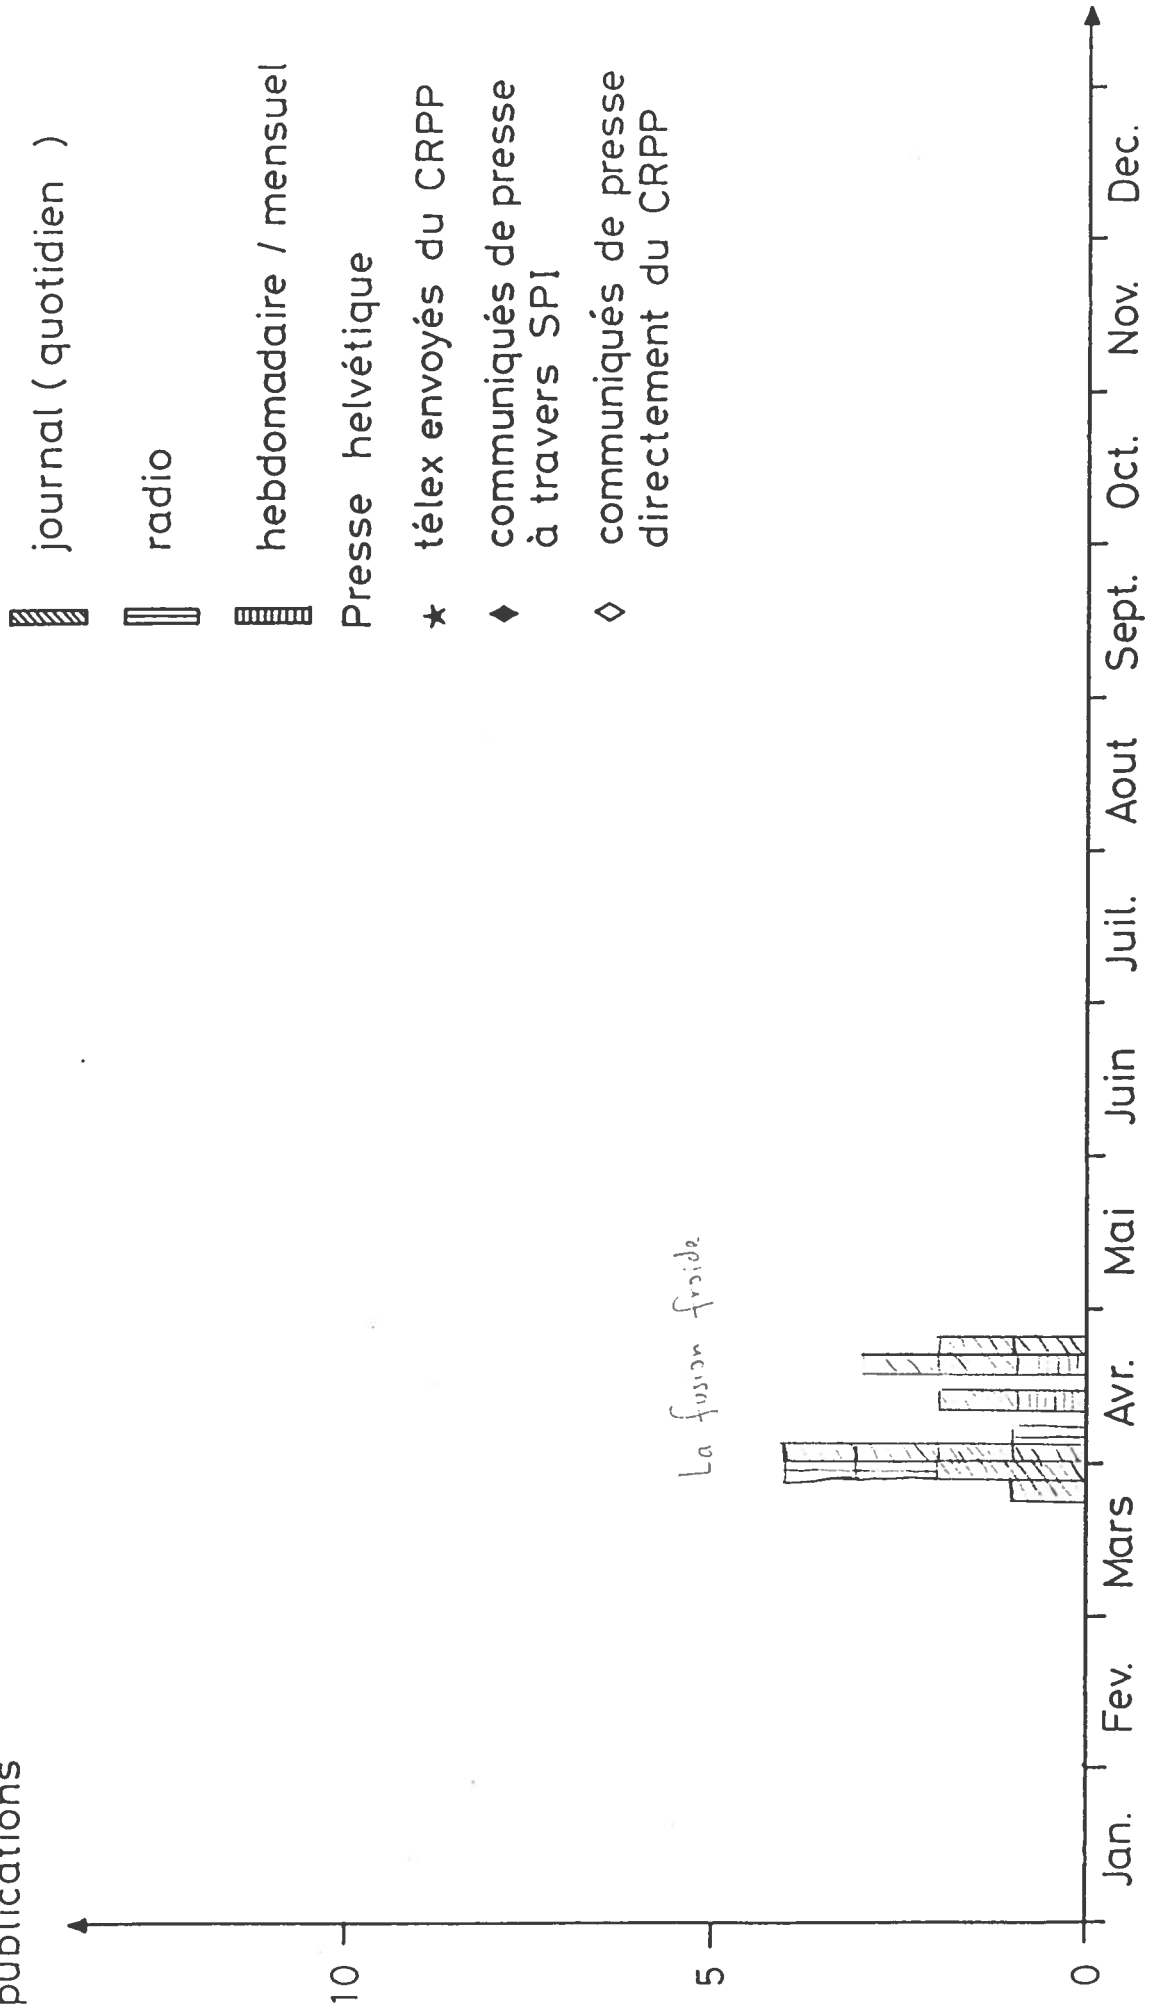 publications
journal ( quotidien )
radio
hebdomadaire / mensuel
Presse helvétique
★ télex envoyés du CRPP
◆ communiqués de presse
à travers SPI
◇ communiqués de presse
directement du CRPP
10
5
0
La fusion froide
Jan. Fev. Mars Avr. Mai Juin Juil. Aout Sept. Oct. Nov. Dec.